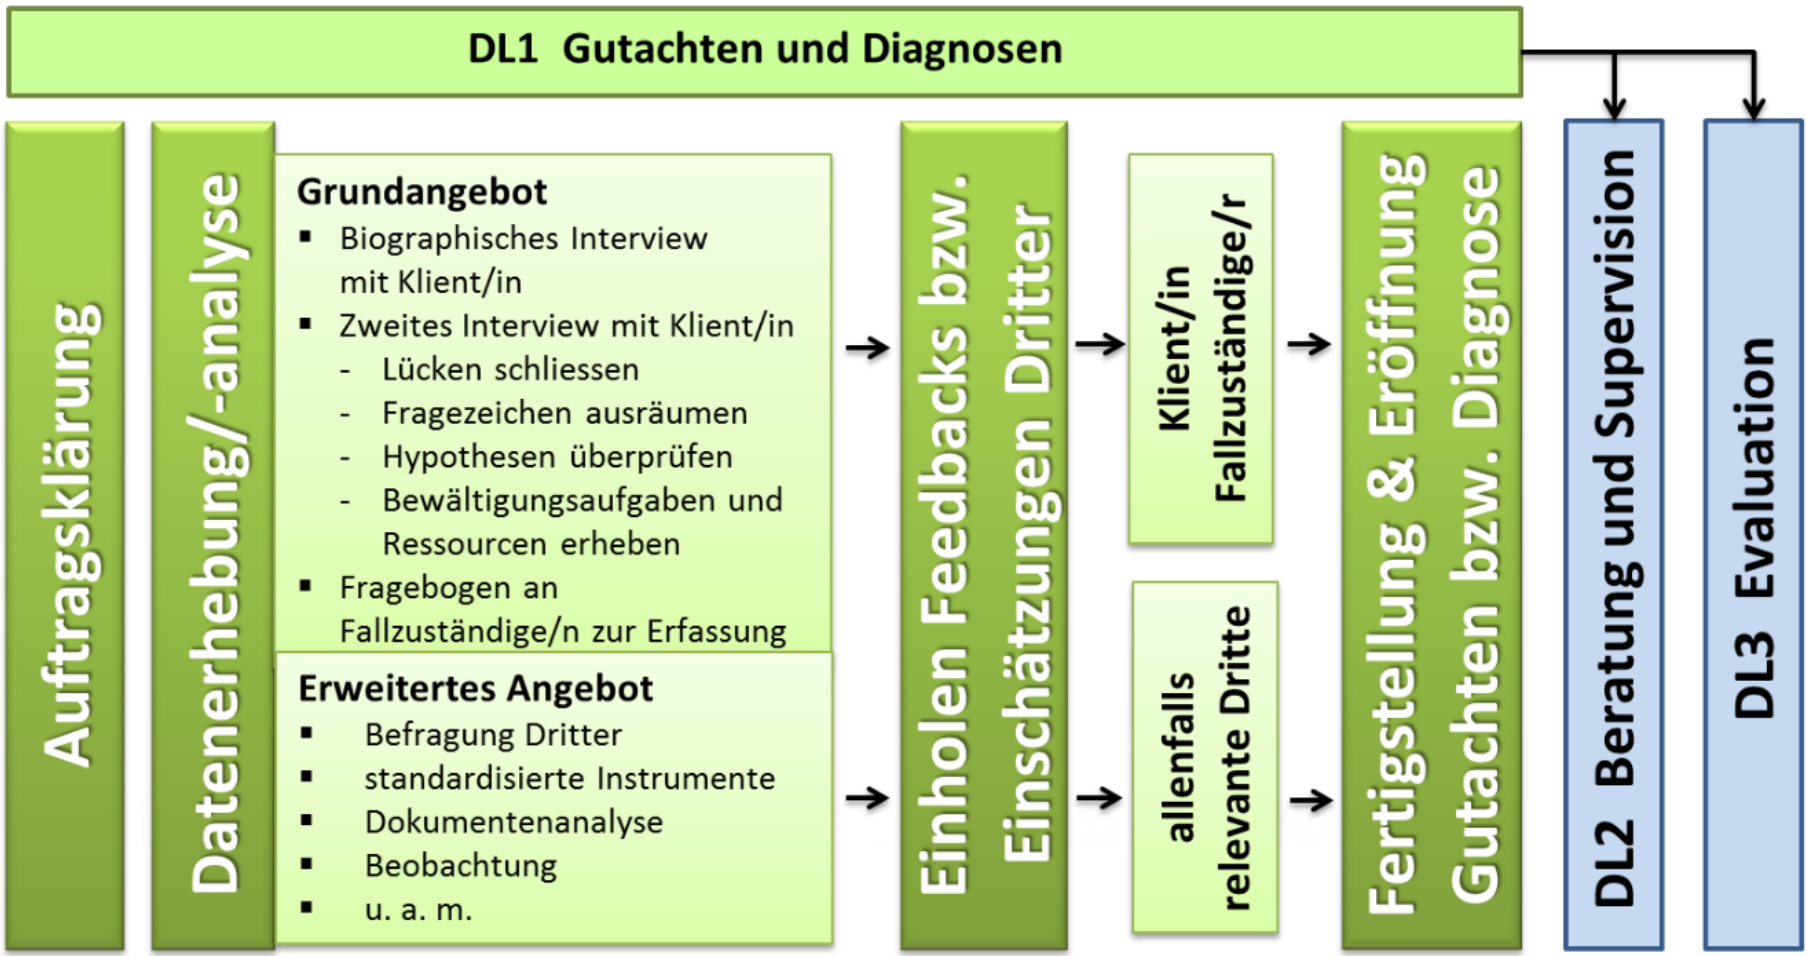 DL1 Gutachten und Diagnosen
Auftragsklärung
Datenerhebung/-analyse
Grundangebot
▪ Biographisches Interview
mit Klient/in
▪ Zweites Interview mit Klient/in
- Lücken schliessen
- Fragezeichen ausräumen
- Hypothesen überprüfen
- Bewältigungsaufgaben und
Ressourcen erheben
▪ Fragebogen an
Fallzuständige/n zur Erfassung
Erweitertes Angebot
▪ Befragung Dritter
▪ standardisierte Instrumente
▪ Dokumentenanalyse
▪ Beobachtung
▪ u. a. m.
Einholen Feedbacks bzw.
Einschätzungen Dritter
Klient/in
Fallzuständige/r
allenfalls
relevante Dritte
Fertigstellung & Eröffnung
Gutachten bzw. Diagnose
DL2 Beratung und Supervision
DL3 Evaluation